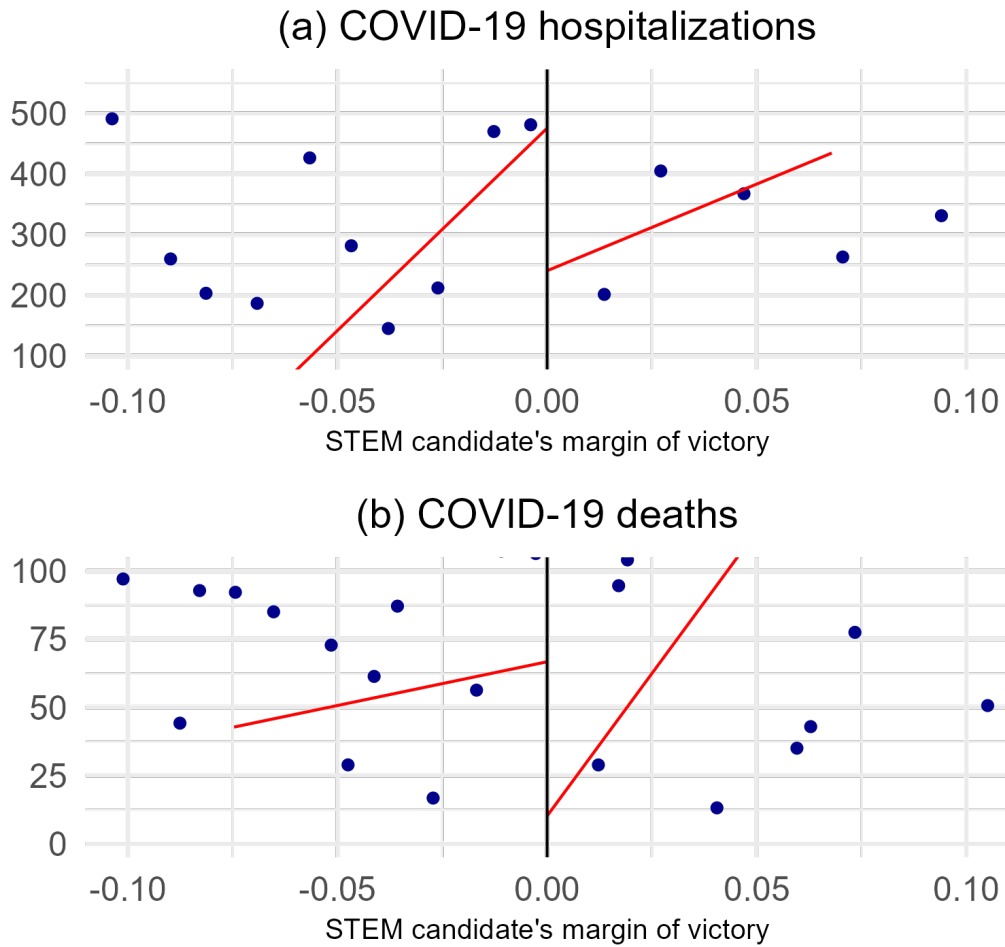 (a) COVID-19 hospitalizations
500
400
300
200
100
-0.10 -0.05 0.00 0.05 0.10
STEM candidate's margin of victory
(b) COVID-19 deaths
100
75
50
25
0
-0.10 -0.05 0.00 0.05 0.10
STEM candidate's margin of victory